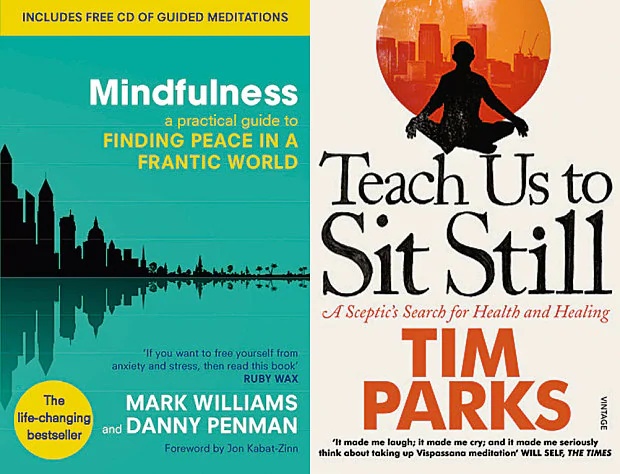 INCLUDES FREE CD OF GUIDED MEDITATIONS
Mindfulness
a practical guide to
FINDING PEACE IN A
FRANTIC WORLD
'If you want to free yourself from
anxiety and stress, then read this book'
RUBY WAX
The
life-changing
bestseller
MARK WILLIAMS
and DANNY PENMAN
Foreword by Jon Kabat-Zinn
Teach Us to
Sit Still
A Sceptic's Search for Health and Healing
TIM
PARKS
VINTAGE
'It made me laugh; it made me cry; and it made me seriously
think about taking up Vispassana meditation' WILL SELF, THE TIMES